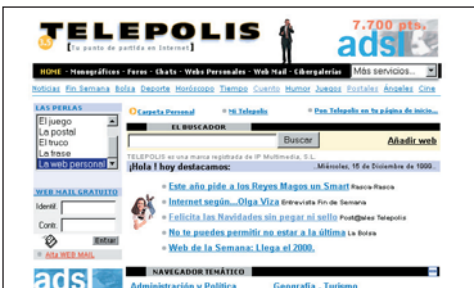 TELEPOLIS
[tu punto de partida en Internet]
7.700 pts.
adsl
HOME - Monográficos - Foros - Chats - Webs Personales - Web Mail - Cibergalerías
Más servicios...
Noticias Fin Semana Bolsa Deporte Horóscopo Tiempo Cuento Humor Juegos Postales Ángeles Cine
LAS PERLAS
El juego
La postal
El truco
La frase
La web personal
Carpeta Personal
Mi Telepolis
Pon Telepolis en tu página de inicio...
EL BUSCADOR
Buscar
Añadir web
TELEPOLIS es una marca registrada de IP Multimedia, S.L.
¡Hola ! hoy destacamos:
..Miércoles, 15 de Diciembre de 1999..
Este año pide a los Reyes Magos un Smart Rasca-Rasca
Internet según...Olga Viza Entrevista Fin de Semana
Felicita las Navidades sin pegar ni sello Post@les Telepolis
No te puedes permitir no estar a la última La Bolsa
Web de la Semana: Llega el 2000.
WEB MAIL GRATUITO
Identif.
Contr.
Entrar
Alta WEB MAIL
ads
NAVEGADOR TEMÁTICO
Administración y Política
Geografía . Turismo